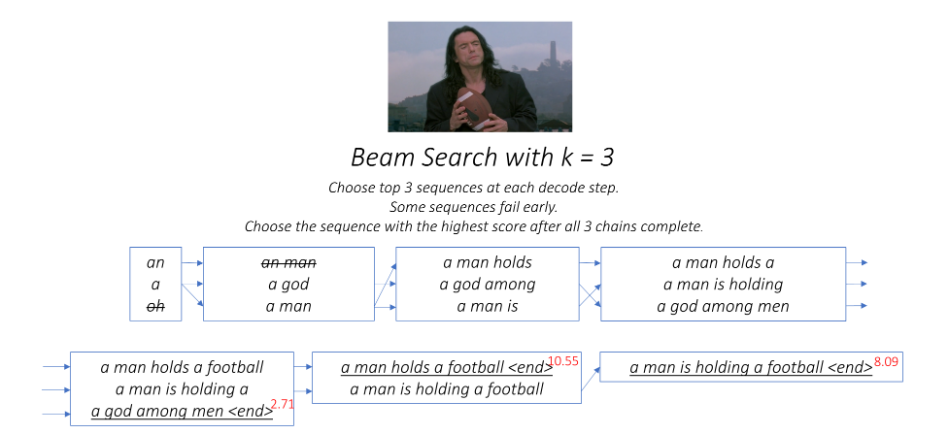 Beam Search with k = 3
Choose top 3 sequences at each decode step.
Some sequences fail early.
Choose the sequence with the highest score after all 3 chains complete.
an
a
oh
an man
a god
a man
a man holds
a god among
a man is
a man holds a
a man is holding
a god among men
a man holds a football
a man is holding a
a god among men <end> 2.71
a man holds a football <end> 10.55
a man is holding a football
a man is holding a football <end> 8.09